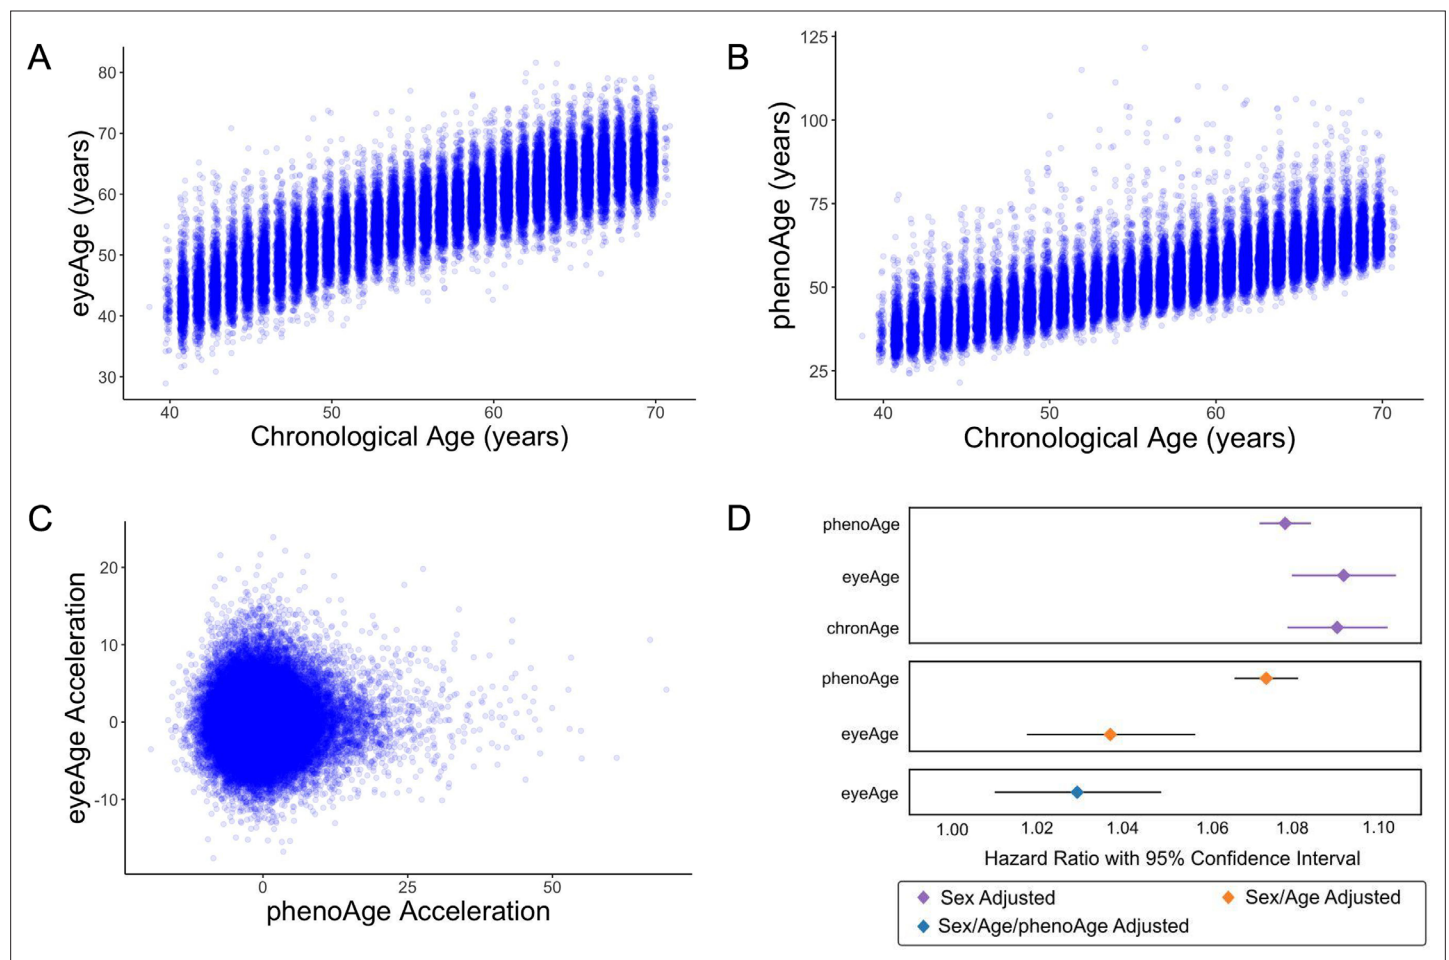 A
80
70
60
50
40
30
eyeAge (years)
40 50 60 70
Chronological Age (years)
B
125
100
75
50
25
phenoAge (years)
40 50 60 70
Chronological Age (years)
C
20
10
0
-10
eyeAge Acceleration
0 25 50
phenoAge Acceleration
D
phenoAge
eyeAge
chronAge
phenoAge
eyeAge
eyeAge
1.00 1.02 1.04 1.06 1.08 1.10
Hazard Ratio with 95% Confidence Interval
Sex Adjusted Sex/Age Adjusted
Sex/Age/phenoAge Adjusted